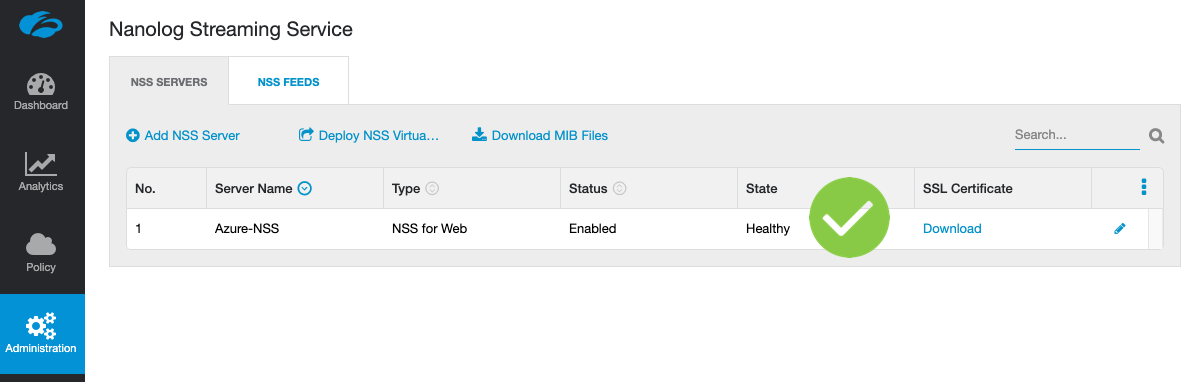 Nanolog Streaming Service
NSS SERVERS NSS FEEDS
Dashboard
Add NSS Server Deploy NSS Virtua... Download MIB Files Search...
Analytics
No. Server Name Type Status State SSL Certificate
1 Azure-NSS NSS for Web Enabled Healthy Download
Policy
Administration